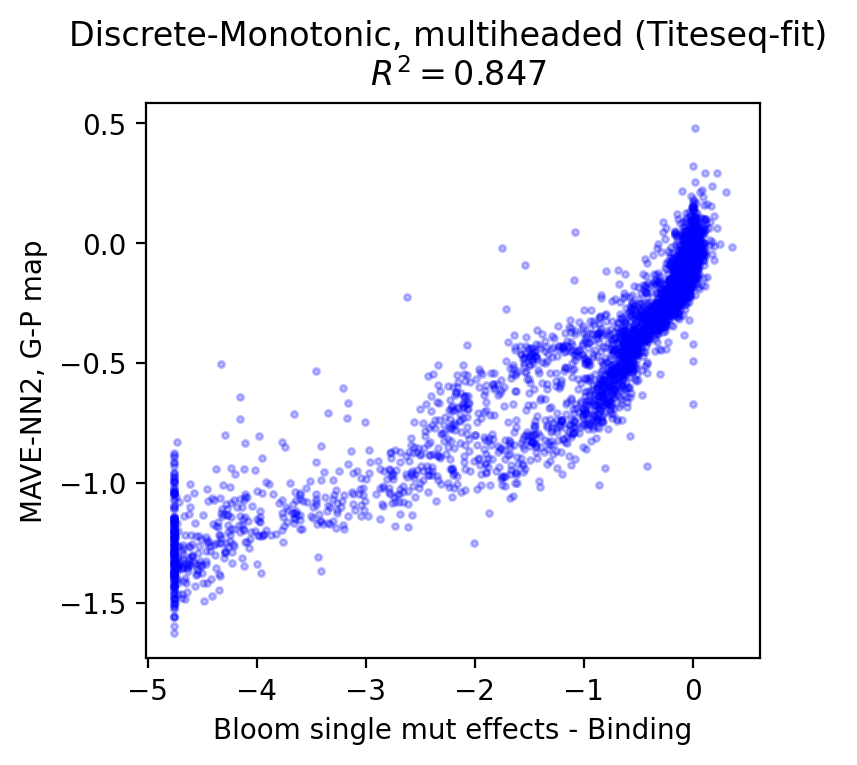 Discrete-Monotonic, multiheaded (Titeseq-fit)
R² = 0.847
0.5
0.0
−0.5
−1.0
−1.5
MAVE-NN2, G-P map
−5
−4
−3
−2
−1
0
Bloom single mut effects - Binding